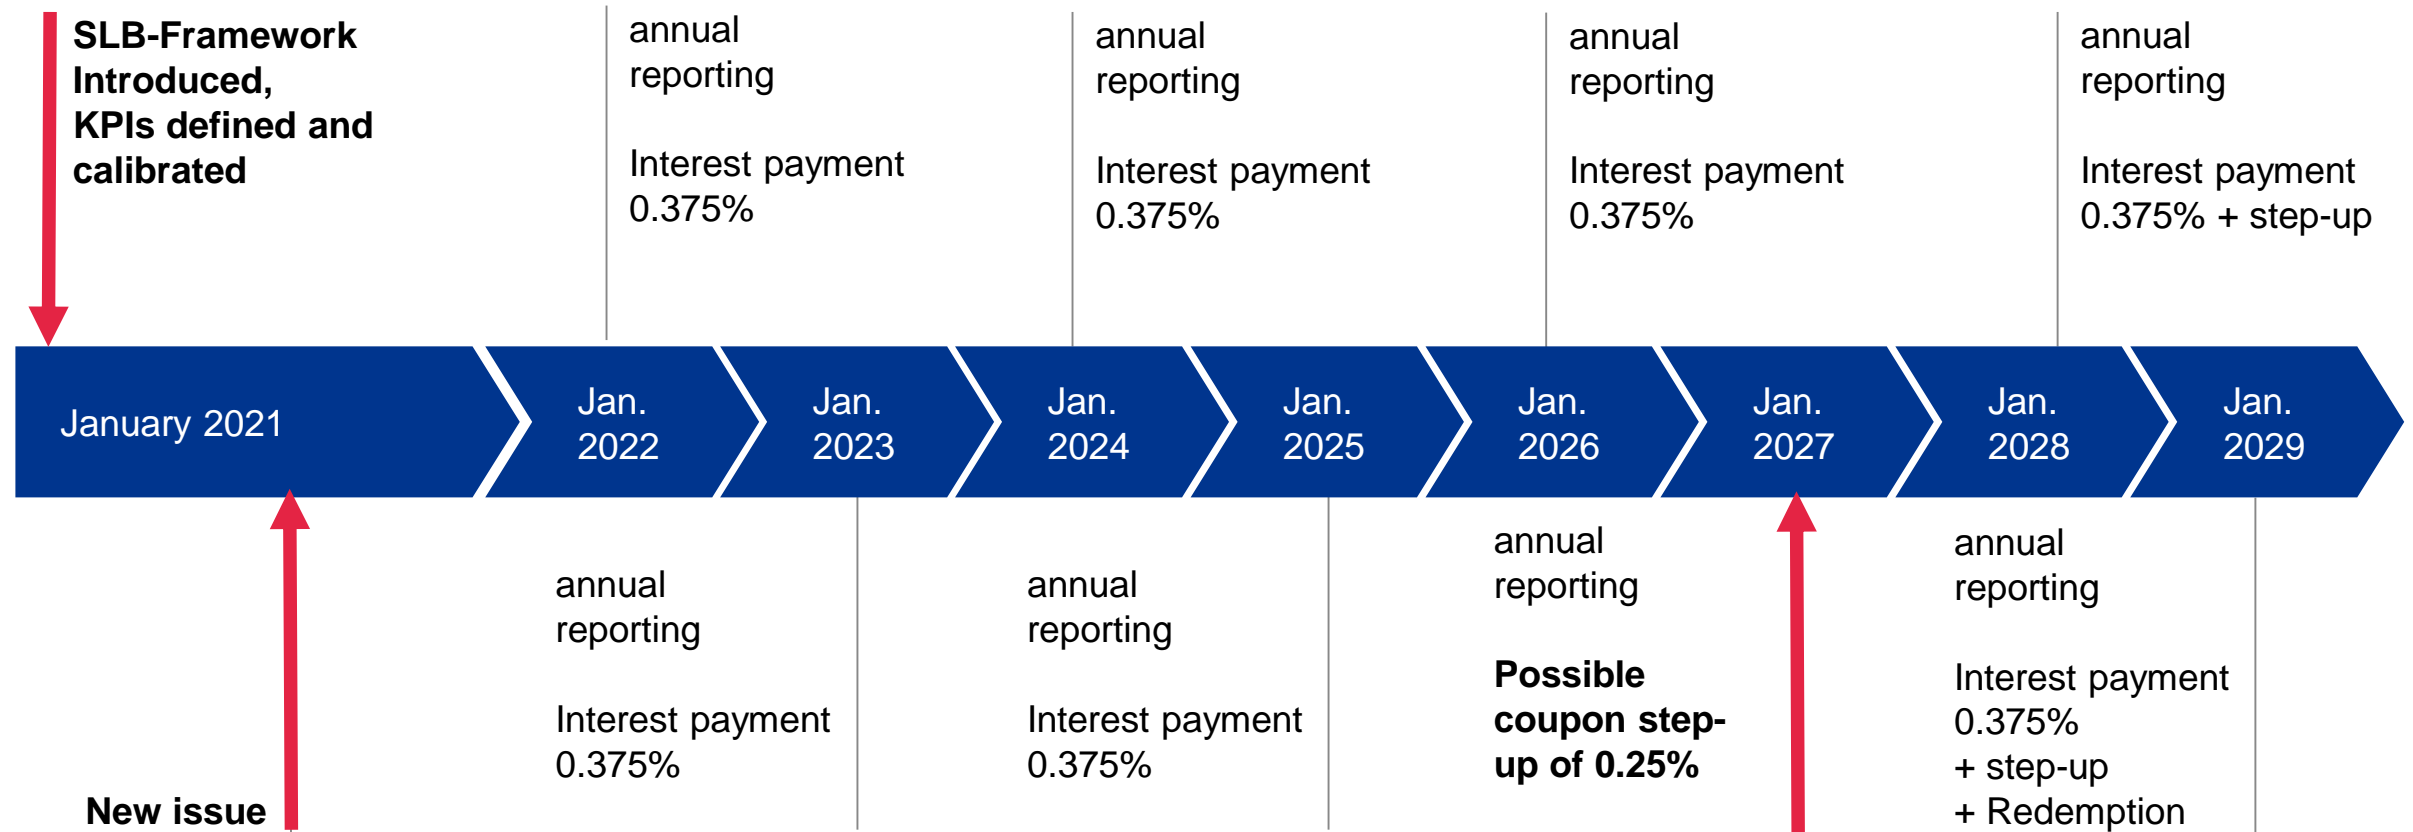 SLB-Framework
Introduced,
KPIs defined and
calibrated
annual
reporting
Interest payment
0.375%
annual
reporting
Interest payment
0.375%
annual
reporting
Interest payment
0.375%
annual
reporting
Interest payment
0.375% + step-up
January 2021
Jan.
2022
Jan.
2023
Jan.
2024
Jan.
2025
Jan.
2026
Jan.
2027
Jan.
2028
Jan.
2029
New issue
annual
reporting
Interest payment
0.375%
annual
reporting
Interest payment
0.375%
annual
reporting
Possible
coupon step-
up of 0.25%
annual
reporting
Interest payment
0.375%
+ step-up
+ Redemption